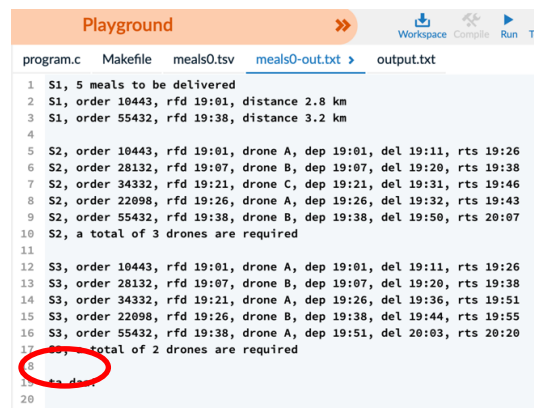 Playground » Workspace Compile Run T
program.c Makefile meals0.tsv meals0-out.txt > output.txt
1 S1, 5 meals to be delivered
2 S1, order 10443, rfd 19:01, distance 2.8 km
3 S1, order 55432, rfd 19:38, distance 3.2 km
4
5 S2, order 10443, rfd 19:01, drone A, dep 19:01, del 19:11, rts 19:26
6 S2, order 28132, rfd 19:07, drone B, dep 19:07, del 19:20, rts 19:38
7 S2, order 34332, rfd 19:21, drone C, dep 19:21, del 19:31, rts 19:46
8 S2, order 22098, rfd 19:26, drone A, dep 19:26, del 19:32, rts 19:43
9 S2, order 55432, rfd 19:38, drone B, dep 19:38, del 19:50, rts 20:07
10 S2, a total of 3 drones are required
11
12 S3, order 10443, rfd 19:01, drone A, dep 19:01, del 19:11, rts 19:26
13 S3, order 28132, rfd 19:07, drone B, dep 19:07, del 19:20, rts 19:38
14 S3, order 34332, rfd 19:21, drone A, dep 19:26, del 19:36, rts 19:51
15 S3, order 22098, rfd 19:26, drone B, dep 19:38, del 19:44, rts 19:55
16 S3, order 55432, rfd 19:38, drone A, dep 19:51, del 20:03, rts 20:20
17 S3, a total of 2 drones are required
18
19 ta
20